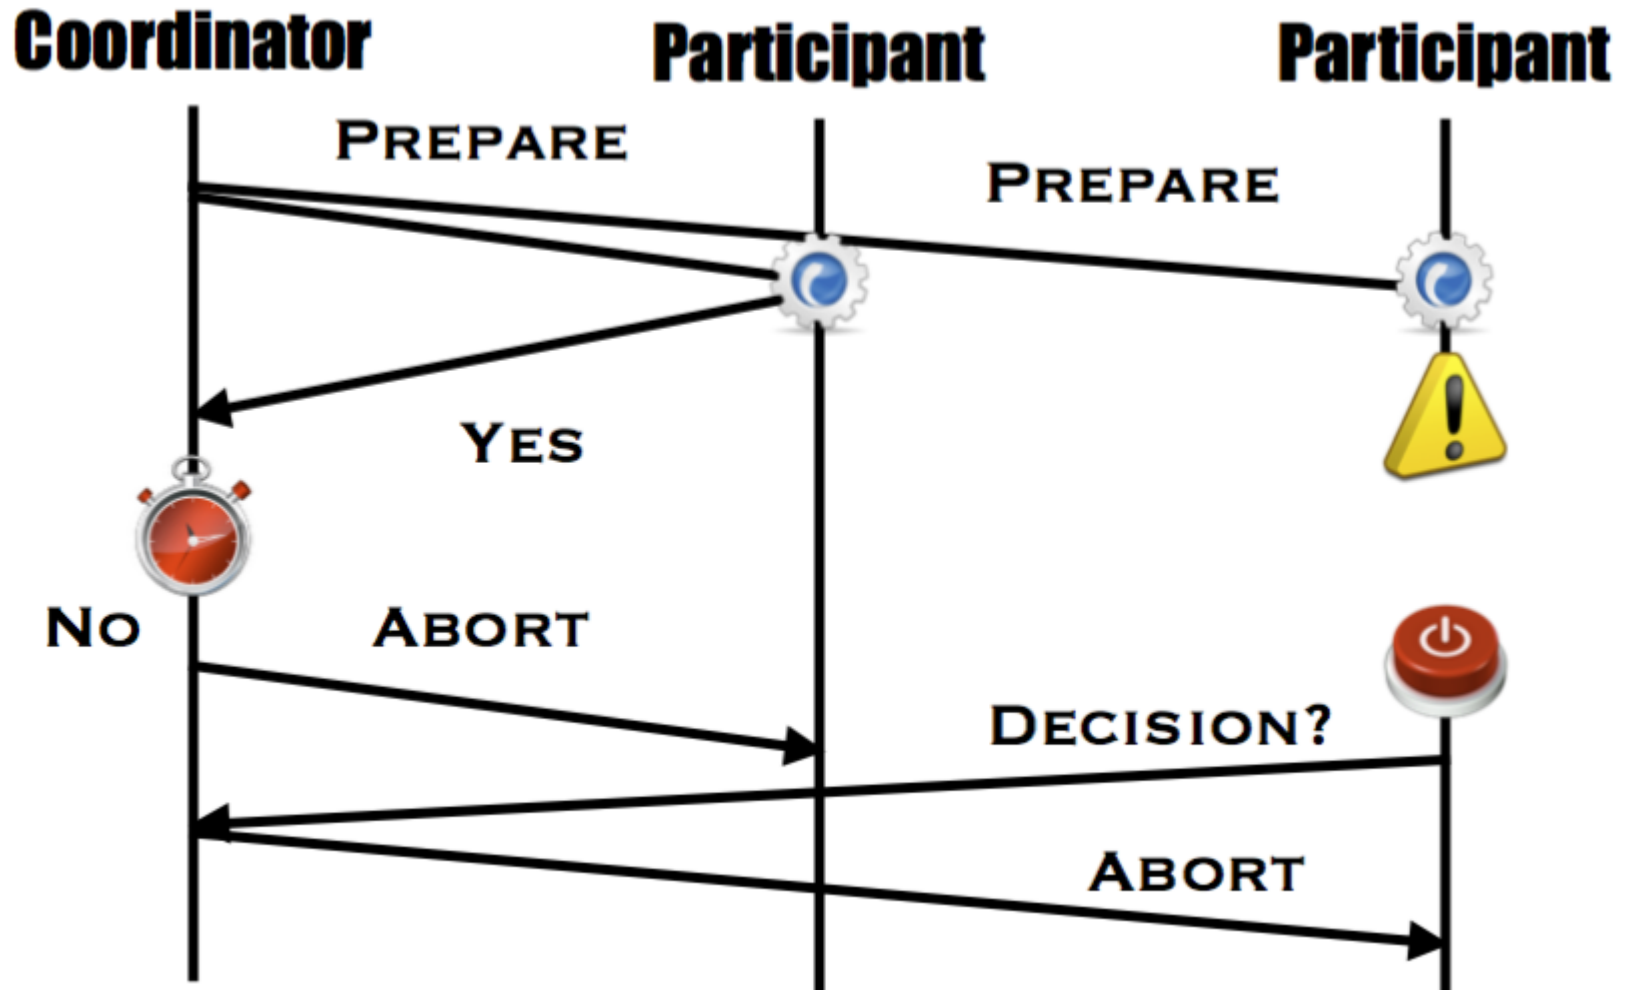 Coordinator
Participant
Participant
PREPARE
PREPARE
YES
NO
ABORT
DECISION?
ABORT